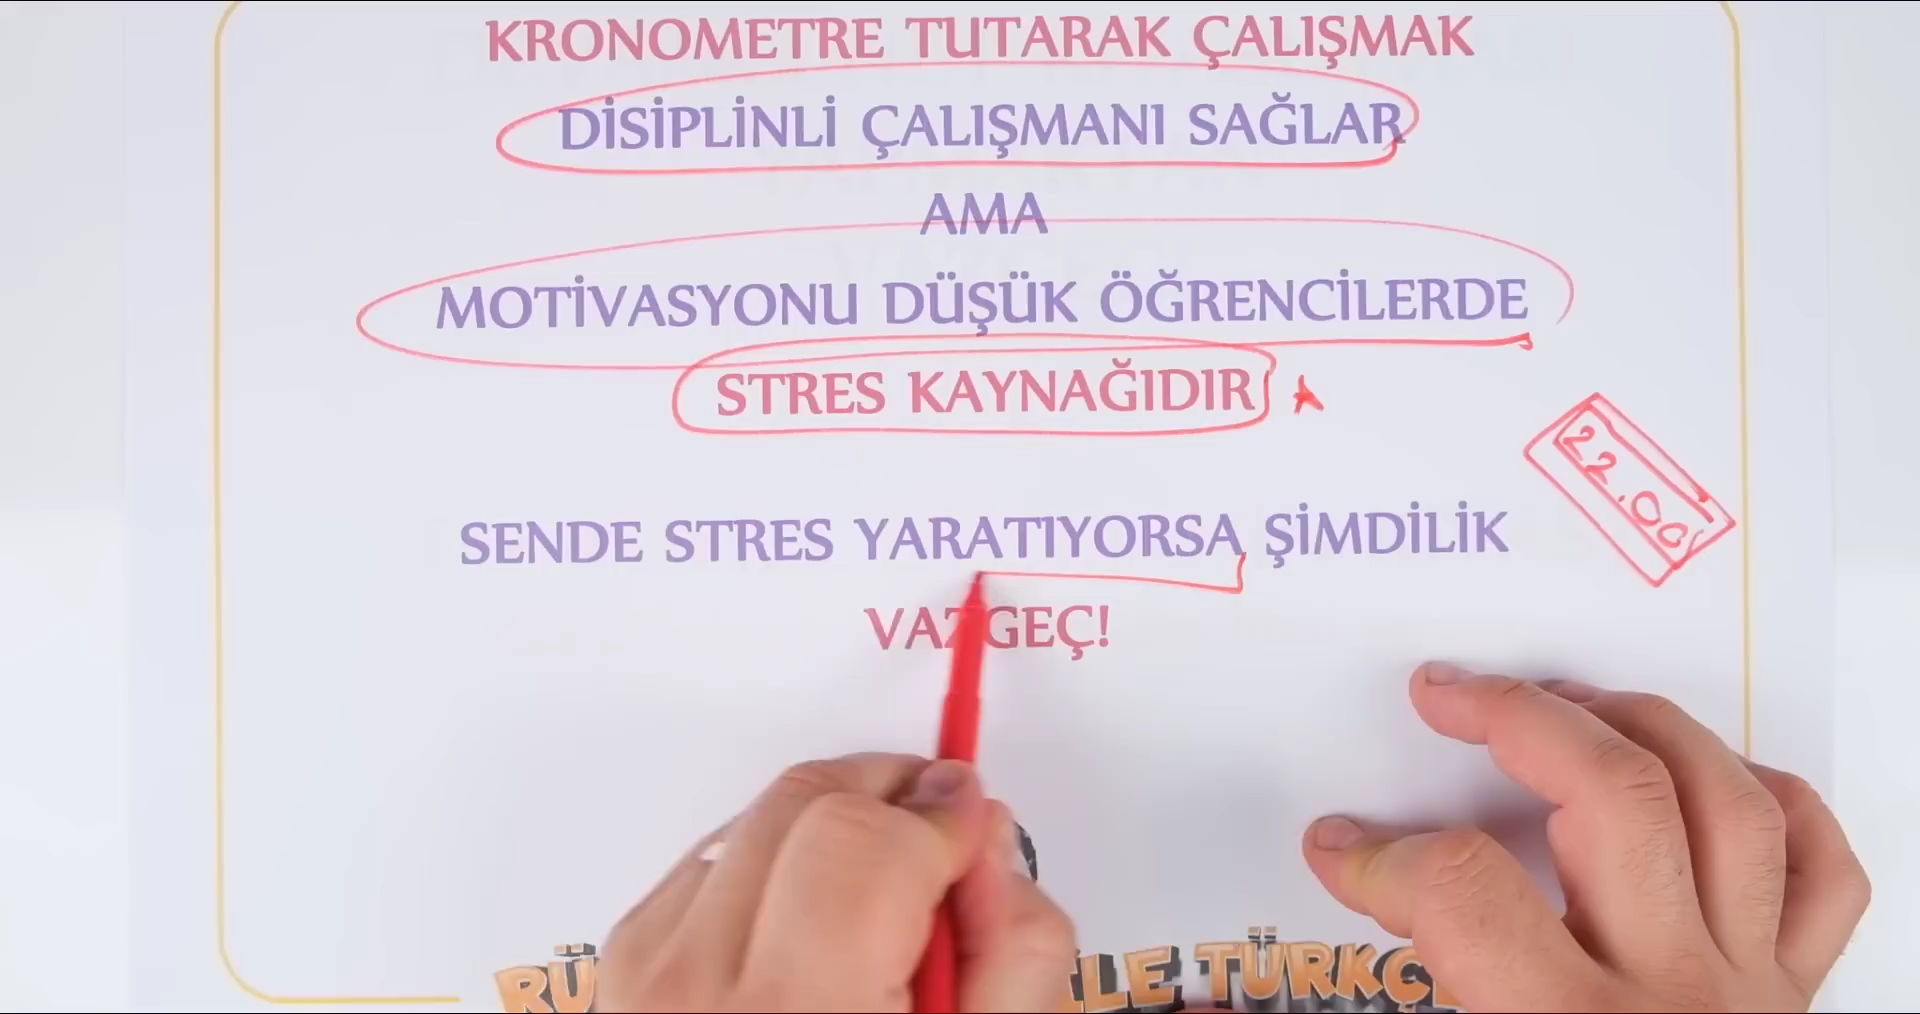 KRONOMETRE TUTARAK ÇALIŞMAK
DİSİPLİNLİ ÇALIŞMANI SAĞLAR
AMA
MOTİVASYONU DÜŞÜK ÖĞRENCİLERDE
STRES KAYNAĞIDIR
22.00
SENDE STRES YARATIYORSA ŞİMDİLİK
VAZGEÇ!
TÜRKÇE